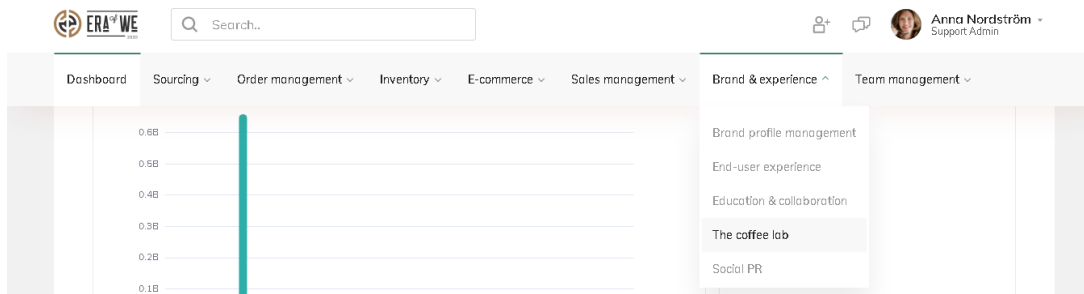 ERA of WE
Search..
Anna Nordström
Support Admin
Dashboard Sourcing Order management Inventory E-commerce Sales management Brand & experience Team management
Brand profile management
End-user experience
Education & collaboration
The coffee lab
Social PR
0.6B
0.5B
0.4B
0.3B
0.2B
0.1B